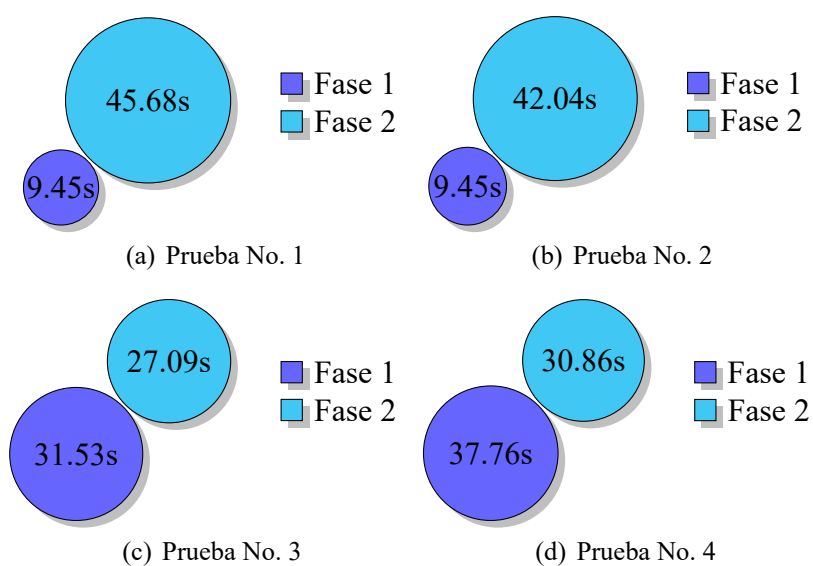 45.68s
9.45s
Fase 1
Fase 2
(a) Prueba No. 1
42.04s
9.45s
Fase 1
Fase 2
(b) Prueba No. 2
27.09s
31.53s
Fase 1
Fase 2
(c) Prueba No. 3
30.86s
37.76s
Fase 1
Fase 2
(d) Prueba No. 4